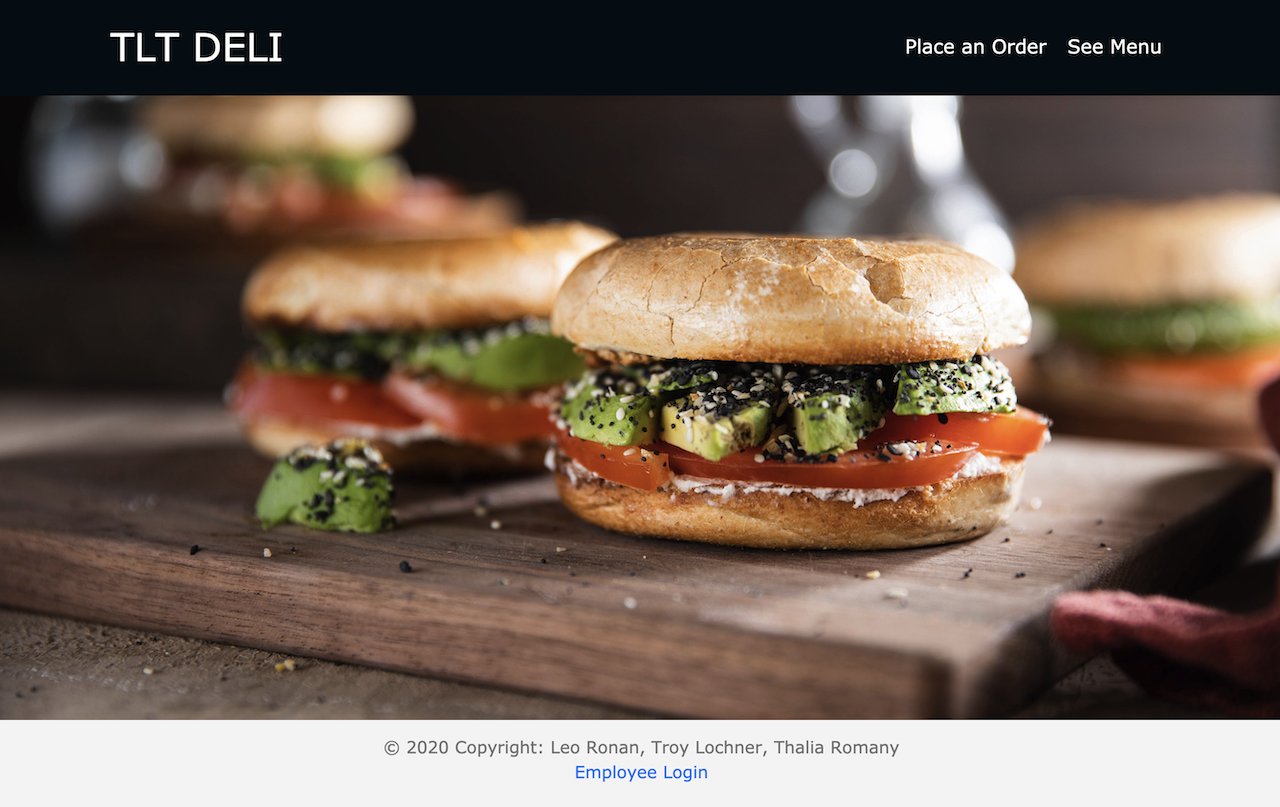 TLT DELI
Place an Order See Menu
© 2020 Copyright: Leo Ronan, Troy Lochner, Thalia Romany
Employee Login